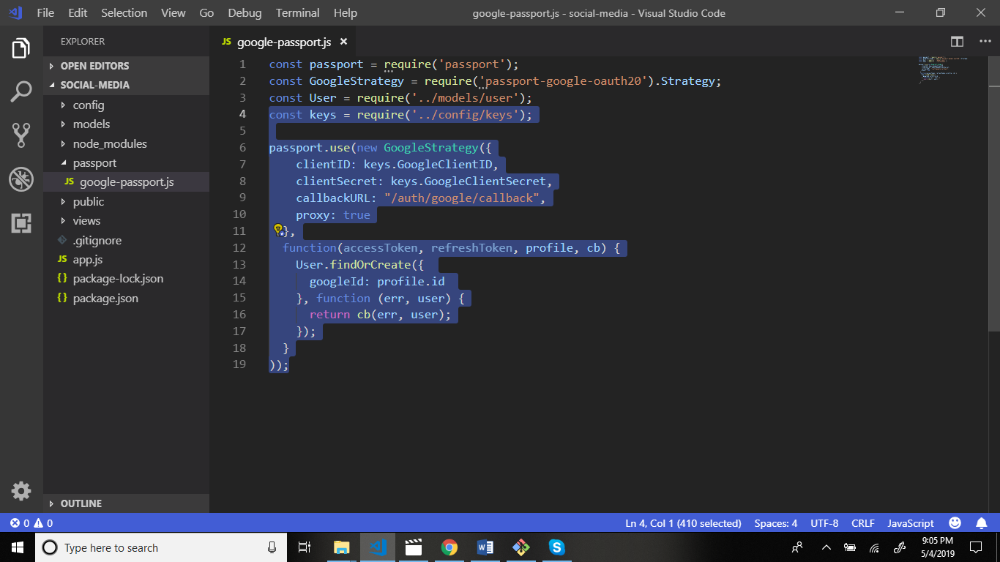 File Edit Selection View Go Debug Terminal Help
google-passport.js - social-media - Visual Studio Code
EXPLORER
OPEN EDITORS
SOCIAL-MEDIA
config
models
node_modules
passport
JS google-passport.js
public
views
.gitignore
JS app.js
{} package-lock.json
{} package.json
OUTLINE
JS google-passport.js
1 const passport = require('passport');
2 const GoogleStrategy = require('passport-google-oauth20').Strategy;
3 const User = require('../models/user');
4 const keys = require('../config/keys');
5
6 passport.use(new GoogleStrategy({
7 clientID: keys.GoogleClientID,
8 clientSecret: keys.GoogleClientSecret,
9 callbackURL: "/auth/google/callback",
10 proxy: true
11 },
12 function(accessToken, refreshToken, profile, cb) {
13 User.findOrCreate({
14 googleId: profile.id
15 }, function (err, user) {
16 return cb(err, user);
17 });
18 }
19 ));
0 0
Ln 4, Col 1 (410 selected) Spaces: 4 UTF-8 CRLF JavaScript
Type here to search
9:05 PM
5/4/2019